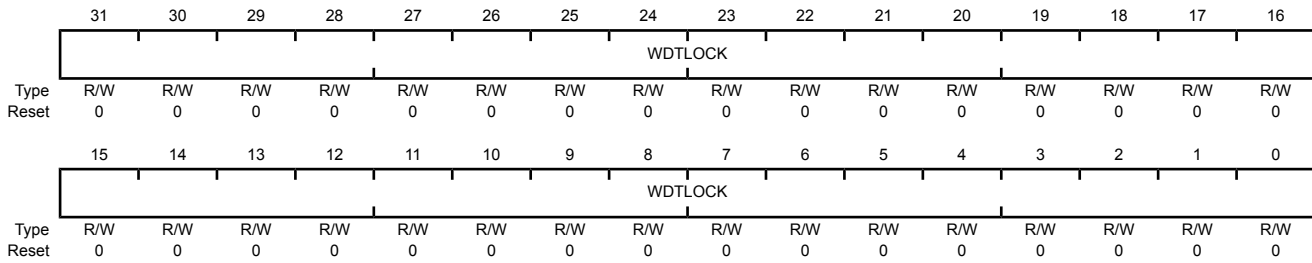 31 30 29 28 27 26 25 24 23 22 21 20 19 18 17 16
WDTLOCK
Type R/W R/W R/W R/W R/W R/W R/W R/W R/W R/W R/W R/W R/W R/W R/W R/W
Reset 0 0 0 0 0 0 0 0 0 0 0 0 0 0 0 0
15 14 13 12 11 10 9 8 7 6 5 4 3 2 1 0
WDTLOCK
Type R/W R/W R/W R/W R/W R/W R/W R/W R/W R/W R/W R/W R/W R/W R/W R/W
Reset 0 0 0 0 0 0 0 0 0 0 0 0 0 0 0 0